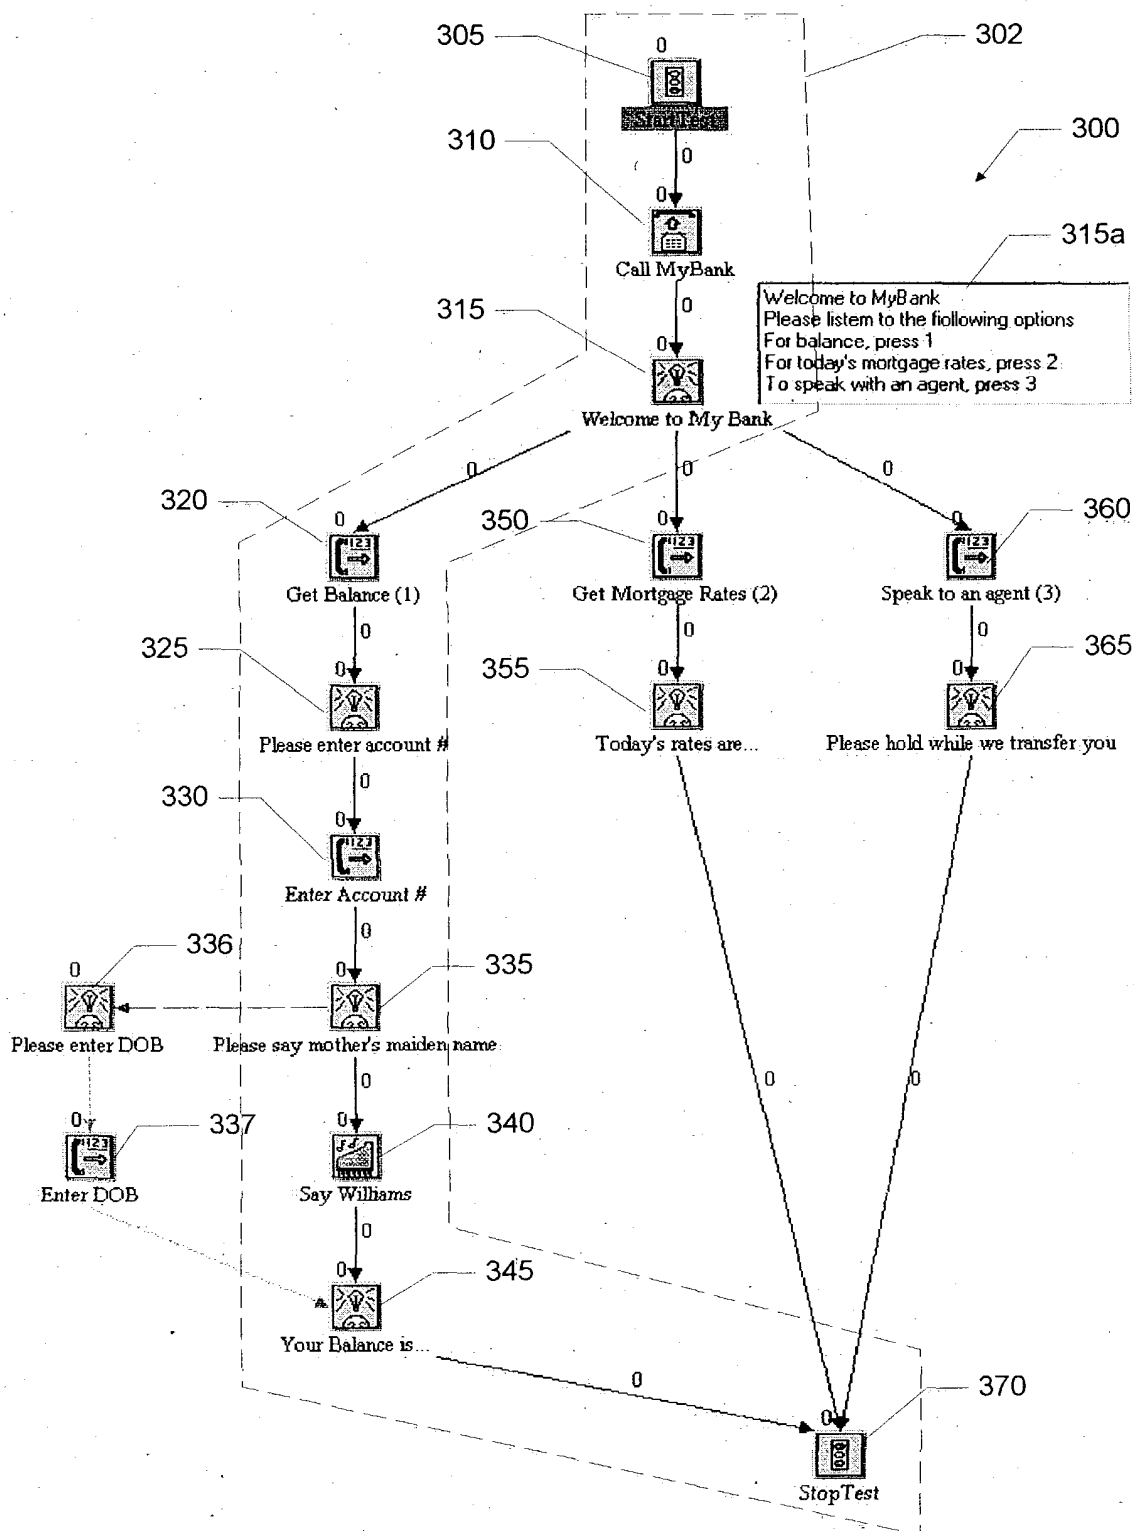 305
0
302
StartTest
300
310
0
0
315a
Call MyBank
315
0
0
Welcome to MyBank
Please listem to the fiollowing options
For balance, press 1
For today's mortgage rates, press 2
To speak with an agent, press 3
Welcome to My Bank
0
0
0
320
0
350
0
360
0
123
123
123
Get Balance (1)
Get Mortgage Rates (2)
Speak to an agent (3)
0
0
0
325
0
355
0
365
0
Please enter account #
Today's rates are...
Please hold while we transfer you
0
330
0
123
Enter Account #
0
336
0
335
0
Please enter DOB
Please say mother's maiden name
0
0
0
337
0
340
123
Enter DOB
Say Williams
0
0
345
0
Your Balance is...
0
370
0
StopTest